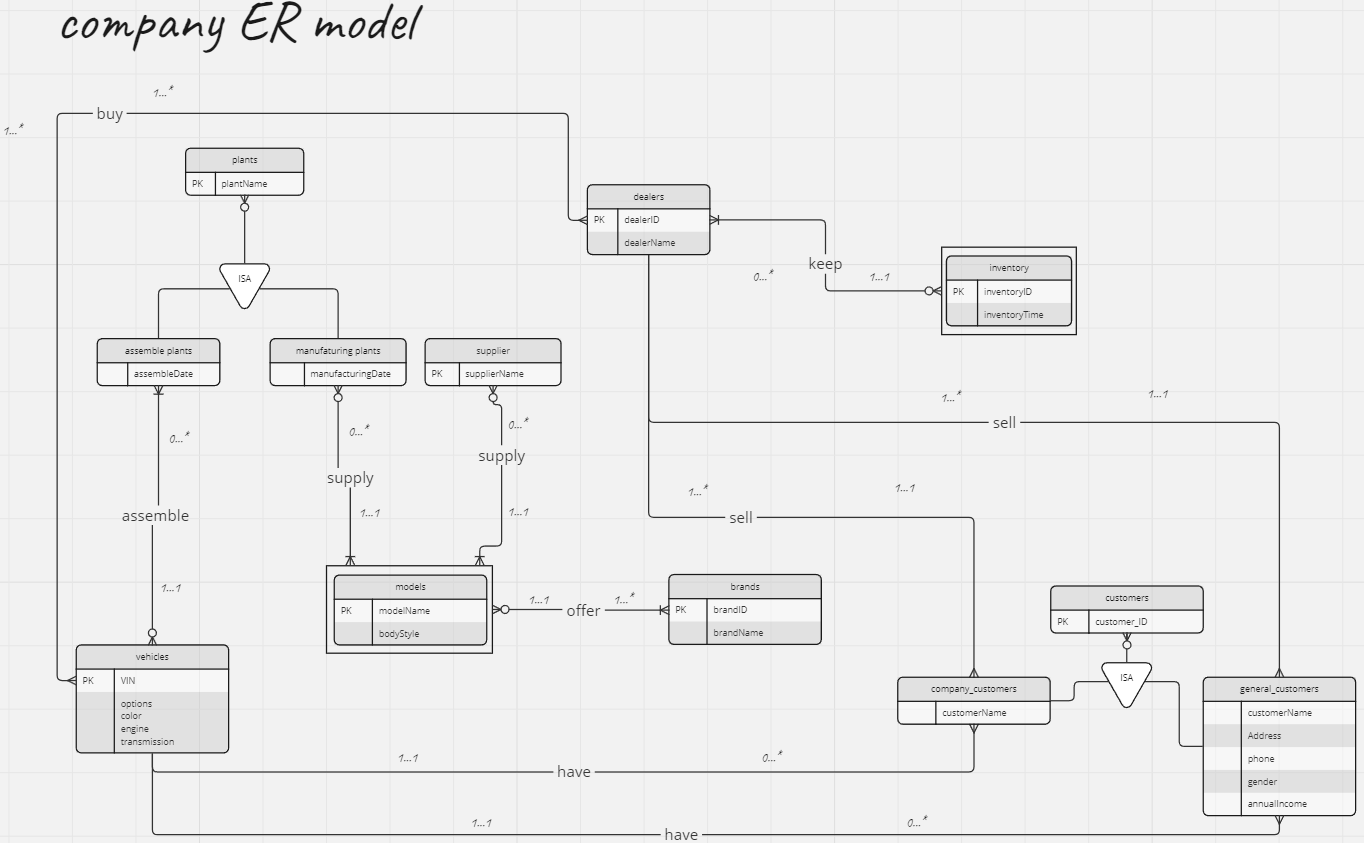 company ER model
1...*
buy
1...*
plants
PK plantName
dealers
PK dealerID
dealerName
keep
0...*
1...1
inventory
PK inventoryID
inventoryTime
ISA
assemble plants
assembleDate
manufaturing plants
manufacturingDate
supplier
PK supplierName
0...*
0...*
0...*
supply
supply
assemble
1...1
1...1
1...1
1...*
1...1
sell
1...*
1...1
sell
models
PK modelName
bodyStyle
1...1
offer
1...*
brands
PK brandID
brandName
customers
PK customer_ID
ISA
vehicles
PK VIN
options
color
engine
transmission
company_customers
customerName
general_customers
customerName
Address
phone
gender
annualIncome
1...1
have
0...*
1...1
have
0...*